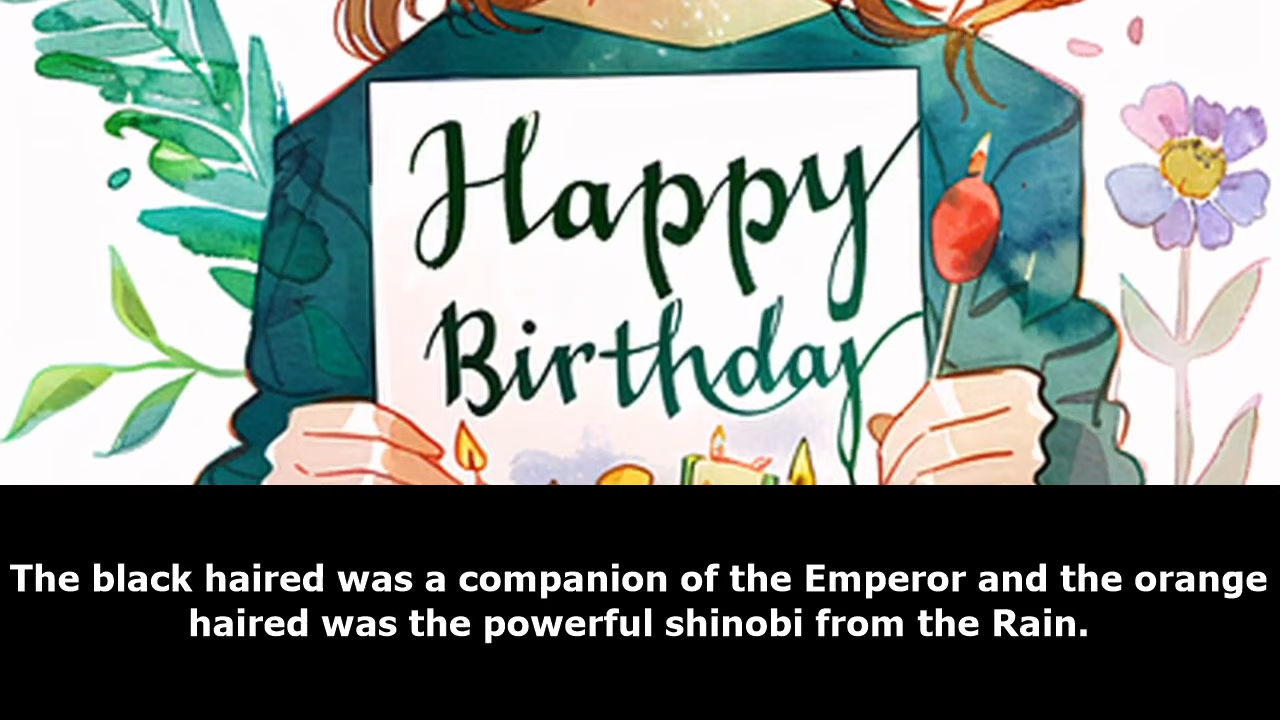 Happy
Birthday
The black haired was a companion of the Emperor and the orange
haired was the powerful shinobi from the Rain.